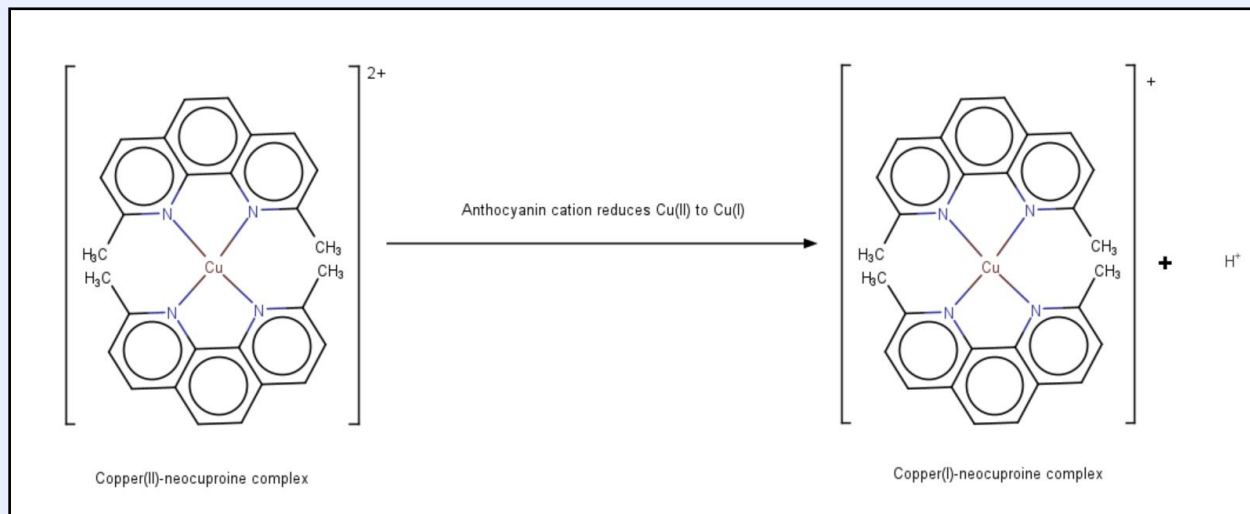 2+
+
N
N
CH₃
H₃C
Cu
H₃C
CH₃
N
N
Anthocyanin cation reduces Cu(II) to Cu(I)
N
N
CH₃
H₃C
Cu
H₃C
CH₃
N
N
+
H⁺
Copper(II)-neocuproine complex
Copper(I)-neocuproine complex